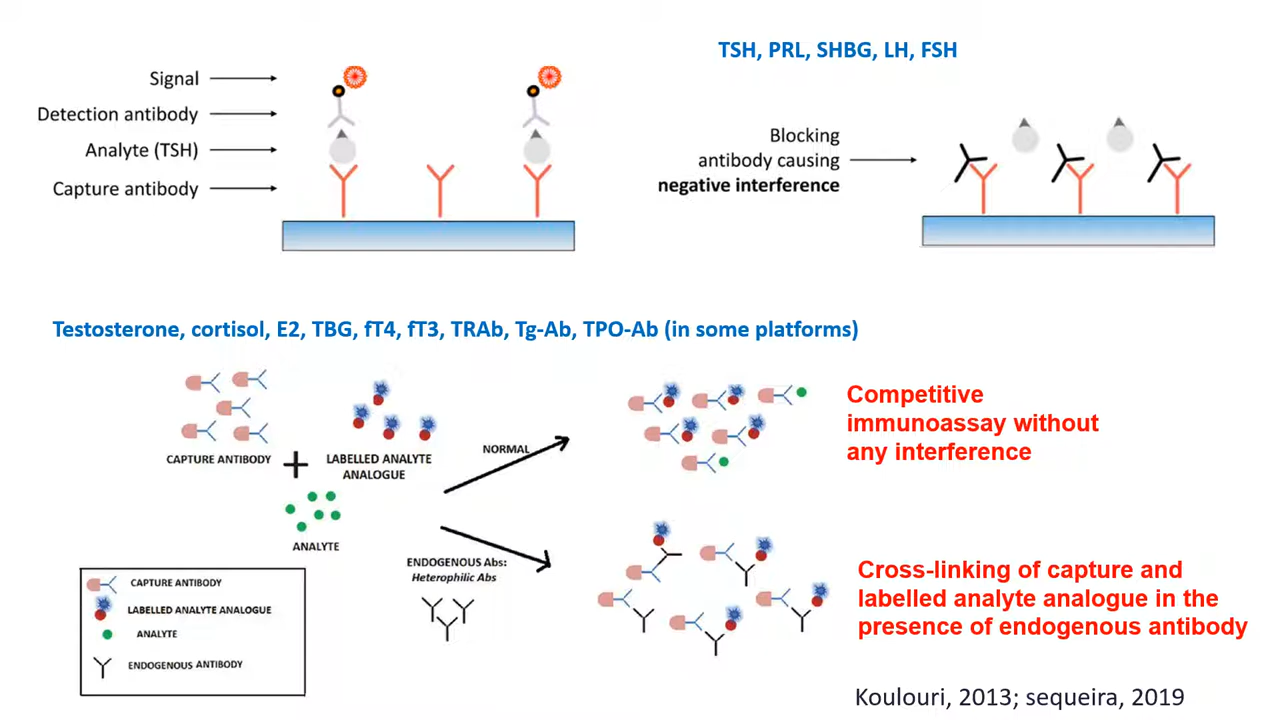 TSH, PRL, SHBG, LH, FSH
Signal
Detection antibody
Analyte (TSH)
Capture antibody
Blocking
antibody causing
negative interference
Testosterone, cortisol, E2, TBG, fT4, fT3, TRAb, Tg-Ab, TPO-Ab (in some platforms)
CAPTURE ANTIBODY
+
LABELLED ANALYTE
ANALOGUE
ANALYTE
NORMAL
Competitive
immunoassay without
any interference
ENDOGENOUS Abs:
Heterophilic Abs
Cross-linking of capture and
labelled analyte analogue in the
presence of endogenous antibody
CAPTURE ANTIBODY
LABELLED ANALYTE ANALOGUE
ANALYTE
ENDOGENOUS ANTIBODY
Koulouri, 2013; sequeira, 2019